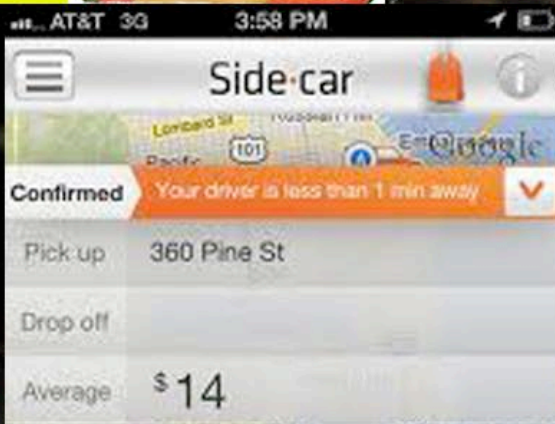 AT&T 3G 3:58 PM
Side·car
Lombard St
101
Pacific
Google
Confirmed
Your driver is less than 1 min away
Pick up 360 Pine St
Drop off
Average $14